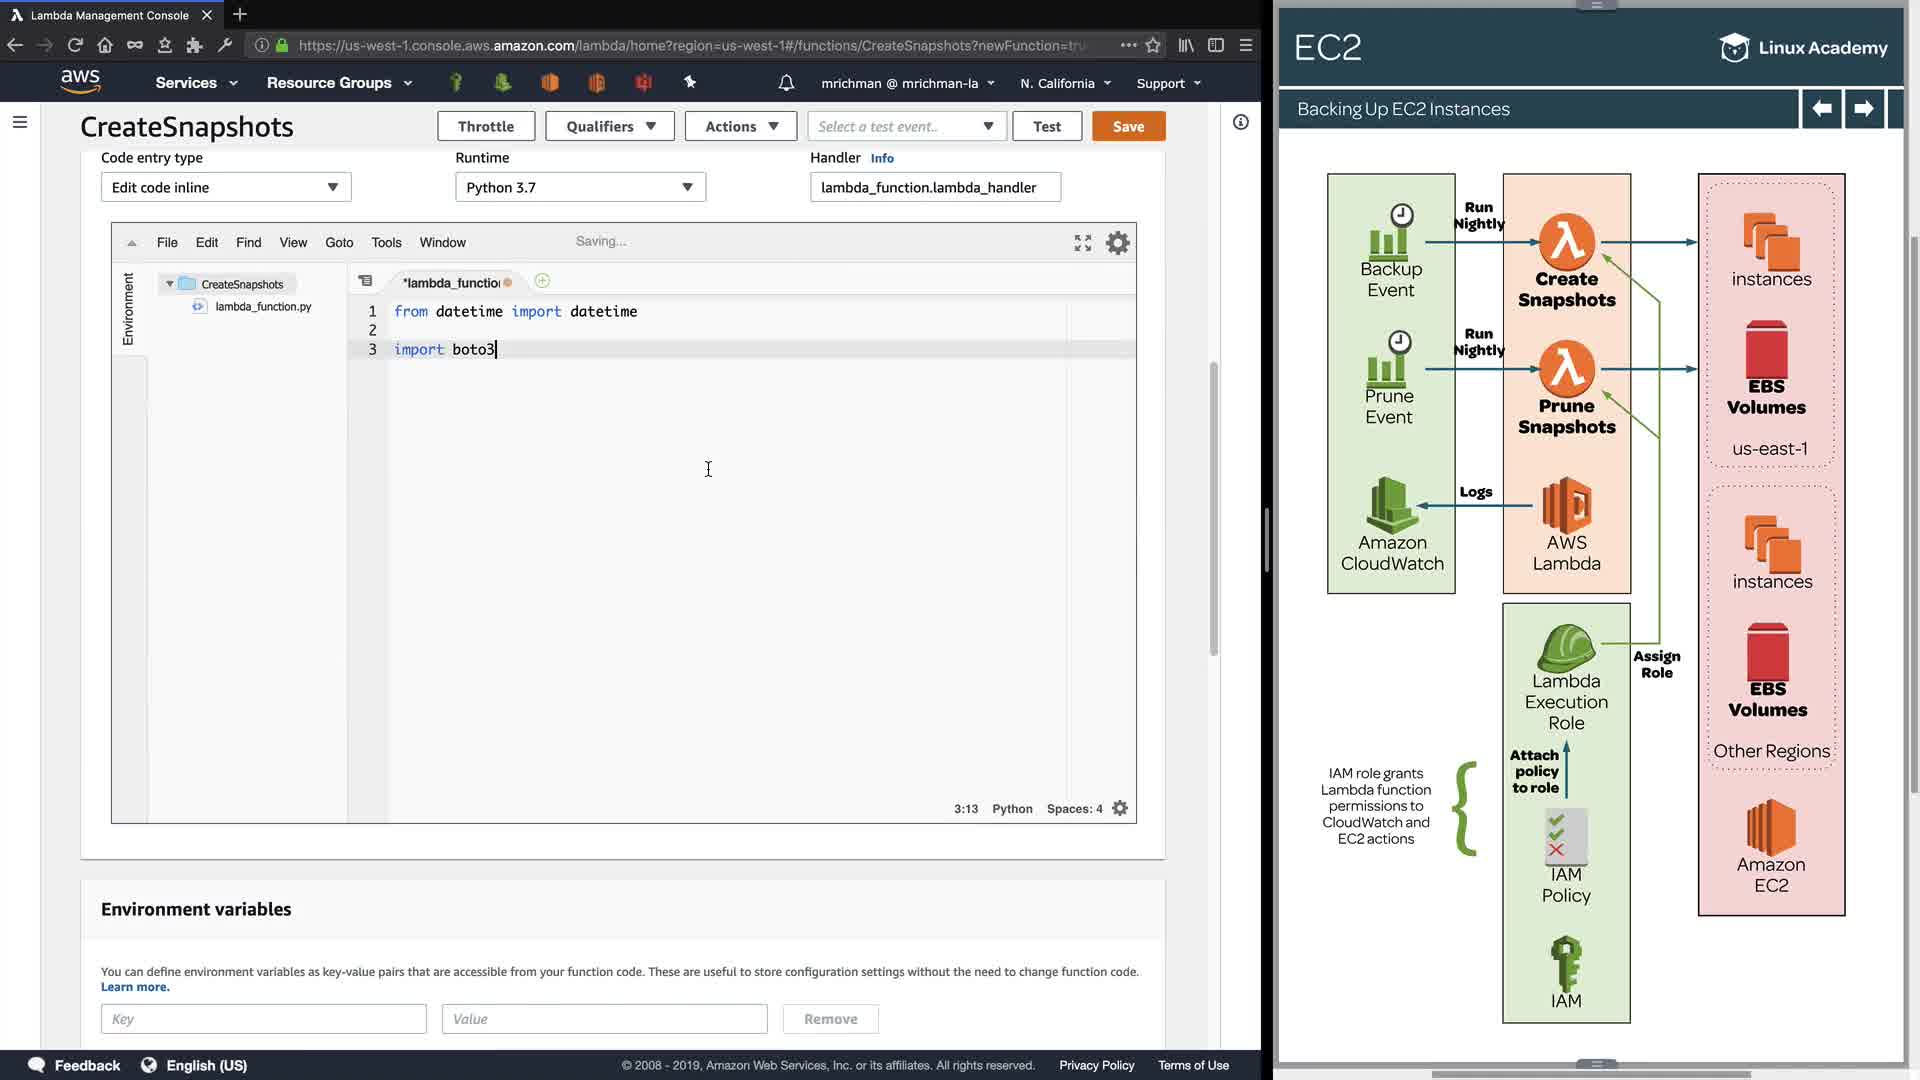 Lambda Management Console
https://us-west-1.console.aws.amazon.com/lambda/home?region=us-west-1#/functions/CreateSnapshots?newFunction=tru
aws
Services
Resource Groups
mrichman @ mrichman-la
N. California
Support
CreateSnapshots
Throttle
Qualifiers
Actions
Select a test event..
Test
Save
Code entry type
Runtime
Handler
Info
Edit code inline
Python 3.7
lambda_function.lambda_handler
File
Edit
Find
View
Goto
Tools
Window
Saving...
Environment
CreateSnapshots
lambda_function.py
*lambda_function
1 from datetime import datetime
2
3 import boto3
3:13
Python
Spaces: 4
Environment variables
You can define environment variables as key-value pairs that are accessible from your function code. These are useful to store configuration settings without the need to change function code.
Learn more.
Key
Value
Remove
Feedback
English (US)
© 2008 - 2019, Amazon Web Services, Inc. or its affiliates. All rights reserved.
Privacy Policy
Terms of Use
EC2
Linux Academy
Backing Up EC2 Instances
Backup
Event
Run
Nightly
Create
Snapshots
instances
Prune
Event
Run
Nightly
Prune
Snapshots
EBS
Volumes
us-east-1
Amazon
CloudWatch
Logs
AWS
Lambda
instances
EBS
Volumes
Other Regions
Lambda
Execution
Role
Assign
Role
Attach
policy
to role
IAM role grants
Lambda function
permissions to
CloudWatch and
EC2 actions
IAM
Policy
IAM
Amazon
EC2